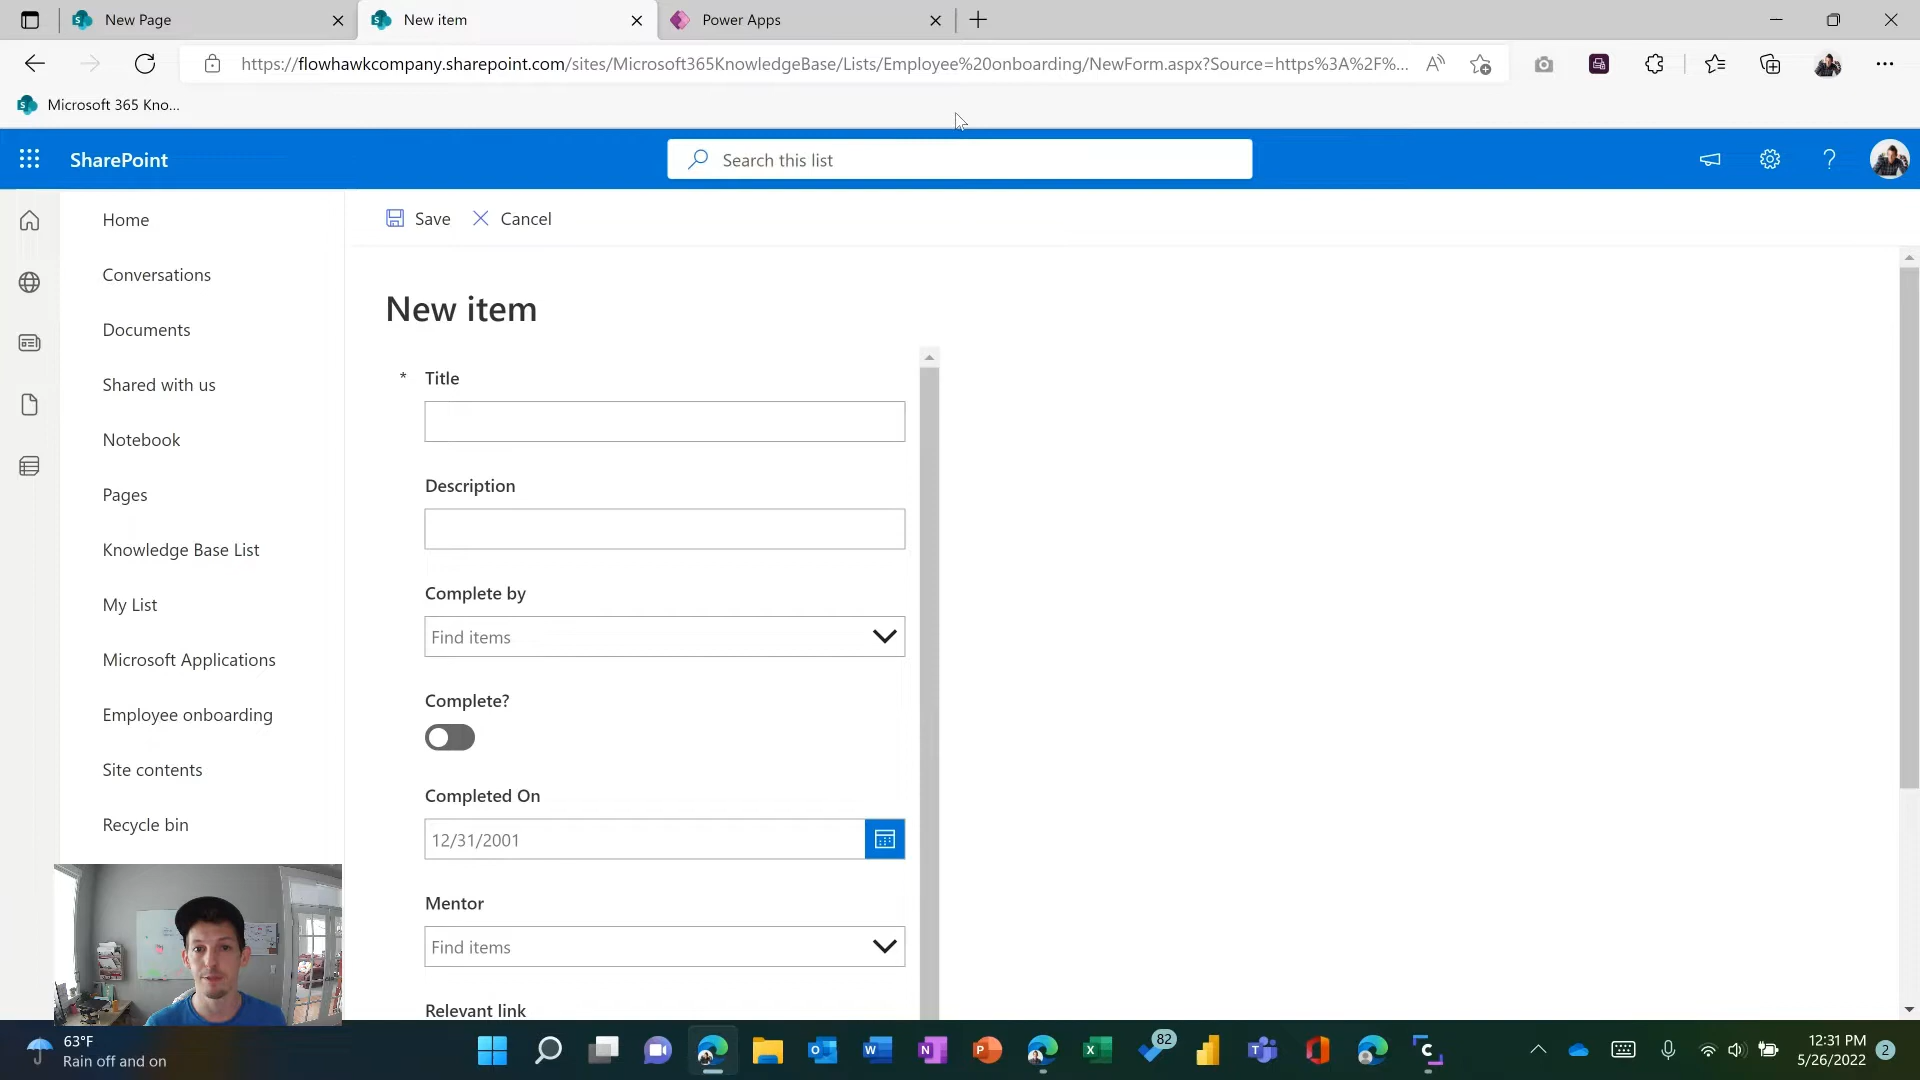 New Page
New item
Power Apps
https://flowhawkcompany.sharepoint.com/sites/Microsoft365KnowledgeBase/Lists/Employee%20onboarding/NewForm.aspx?Source=https%3A%2F%...
Microsoft 365 Kno...
SharePoint
Search this list
Home
Conversations
Documents
Shared with us
Notebook
Pages
Knowledge Base List
My List
Microsoft Applications
Employee onboarding
Site contents
Recycle bin
Save
Cancel
New item
* Title
Description
Complete by
Find items
Complete?
Completed On
12/31/2001
Mentor
Find items
Relevant link
63°F
Rain off and on
82
12:31 PM
5/26/2022
2